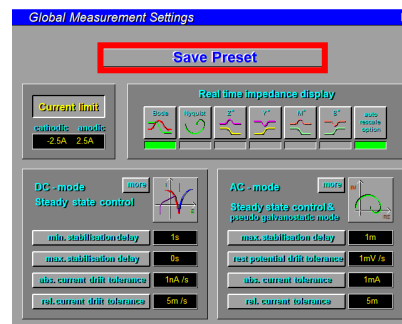 Global Measurement Settings
Save Preset
Current limit
cathodic anodic
-2.5A 2.5A
Real time impedance display
Bode Nyquist Z* Y* M* E* auto rescale option
DC - mode more
Steady state control
min. stabilisation delay 1s
max. stabilisation delay 0s
abs. current drift tolerance 1nA /s
rel. current drift tolerance 5m /s
AC - mode more
Steady state control &
pseudo galvanostatic mode
max. stabilisation delay 1m
rest potential drift tolerance 1mV /s
abs. current tolerance 1mA
rel. current tolerance 5m